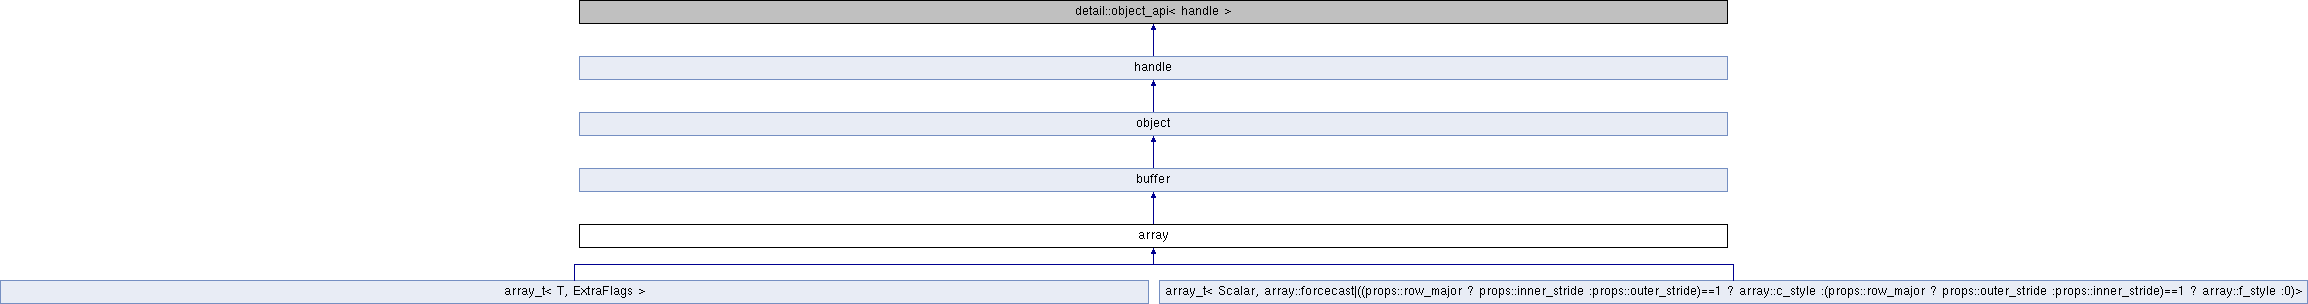 detail::object_api< handle >
handle
object
buffer
array
array_t< T, ExtraFlags >
array_t< Scalar, array::forcecast|((props::row_major ? props::inner_stride :props::outer_stride)==1 ? array::c_style :(props::row_major ? props::outer_stride :props::inner_stride)==1 ? array::f_style :0)>